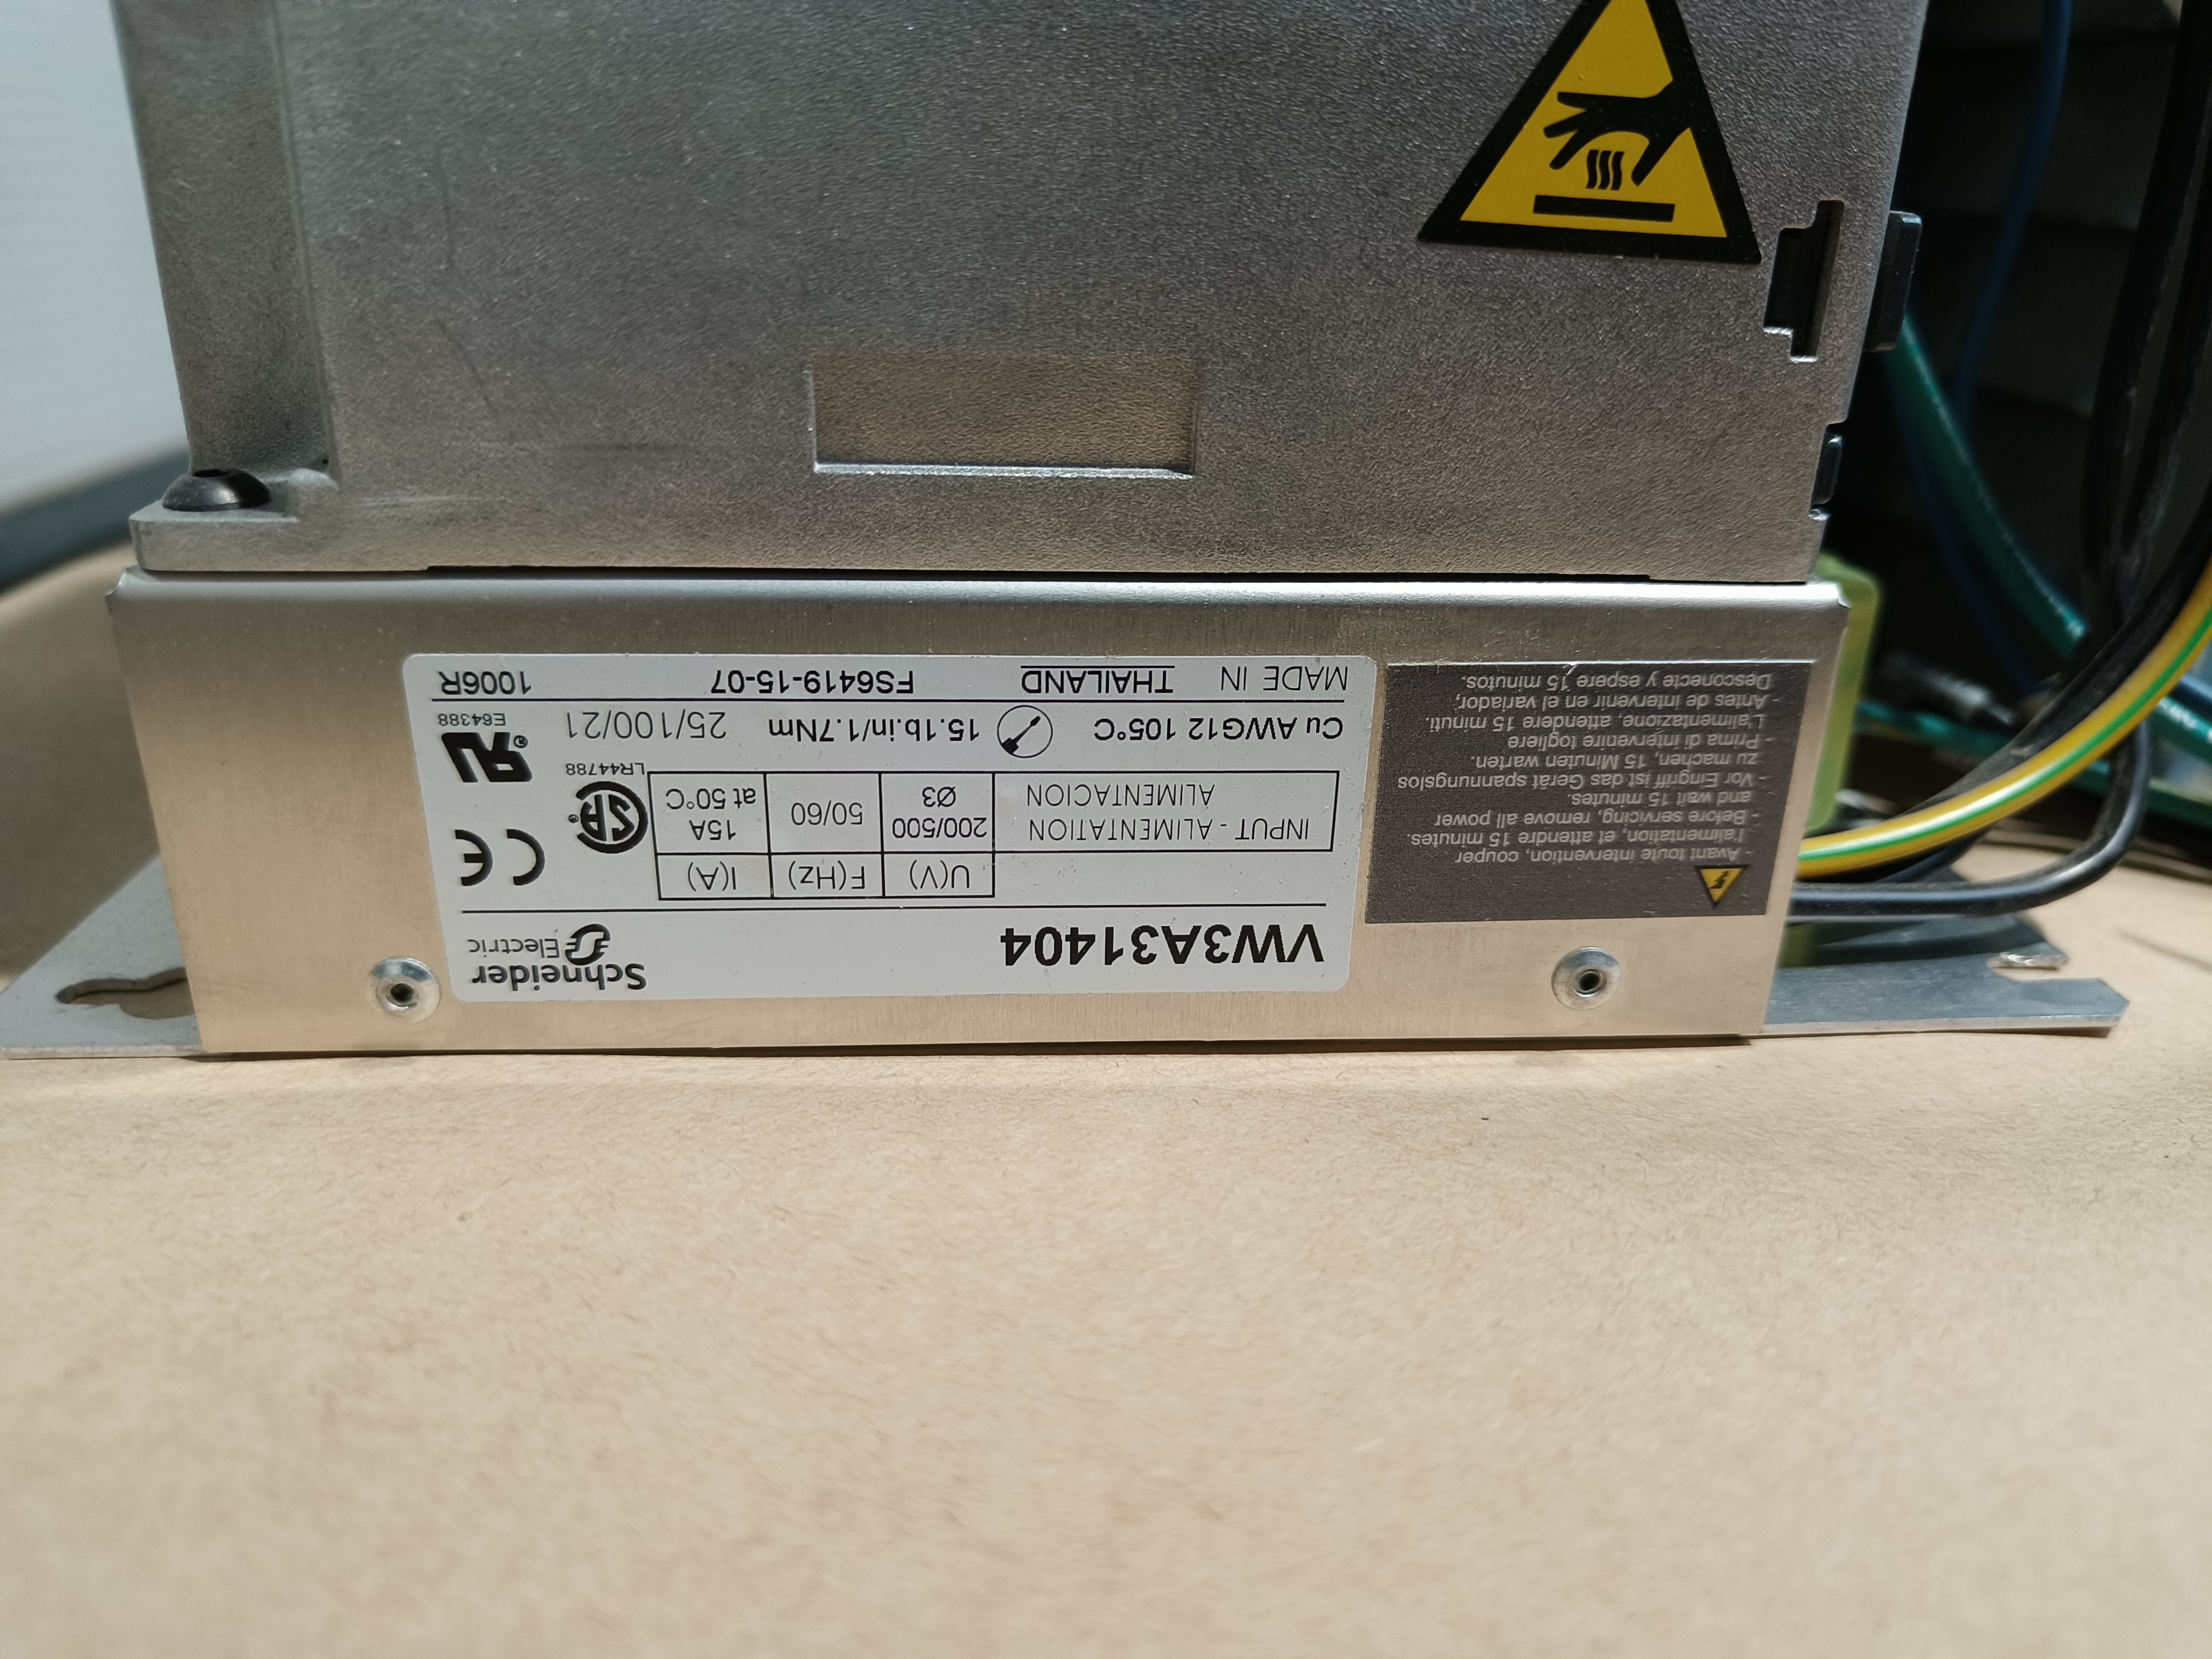 VW3A31404
Schneider
Electric
U(V) F(Hz) I(A)
INPUT - ALIMENTATION
ALIMENTACION
200/500
Ø3
50/60
15A
at 50°C
CE
LR44788
E64388
Cu AWG12 105°C 15.1b.in/1.7Nm 25/100/21
MADE IN THAILAND FS6419-15-07 1006R
Avant toute intervention, couper
l'alimentation, et attendre 15 minutes.
- Before servicing, remove all power
and wait 15 minutes.
- Vor Eingriff ist das Gerät spannungslos
zu machen, 15 Minuten warten.
- Prima di intervenire togliere
L'alimentazione, attendere 15 minuti.
- Antes de intervenir en el variador,
Desconecte y espere 15 minutos.